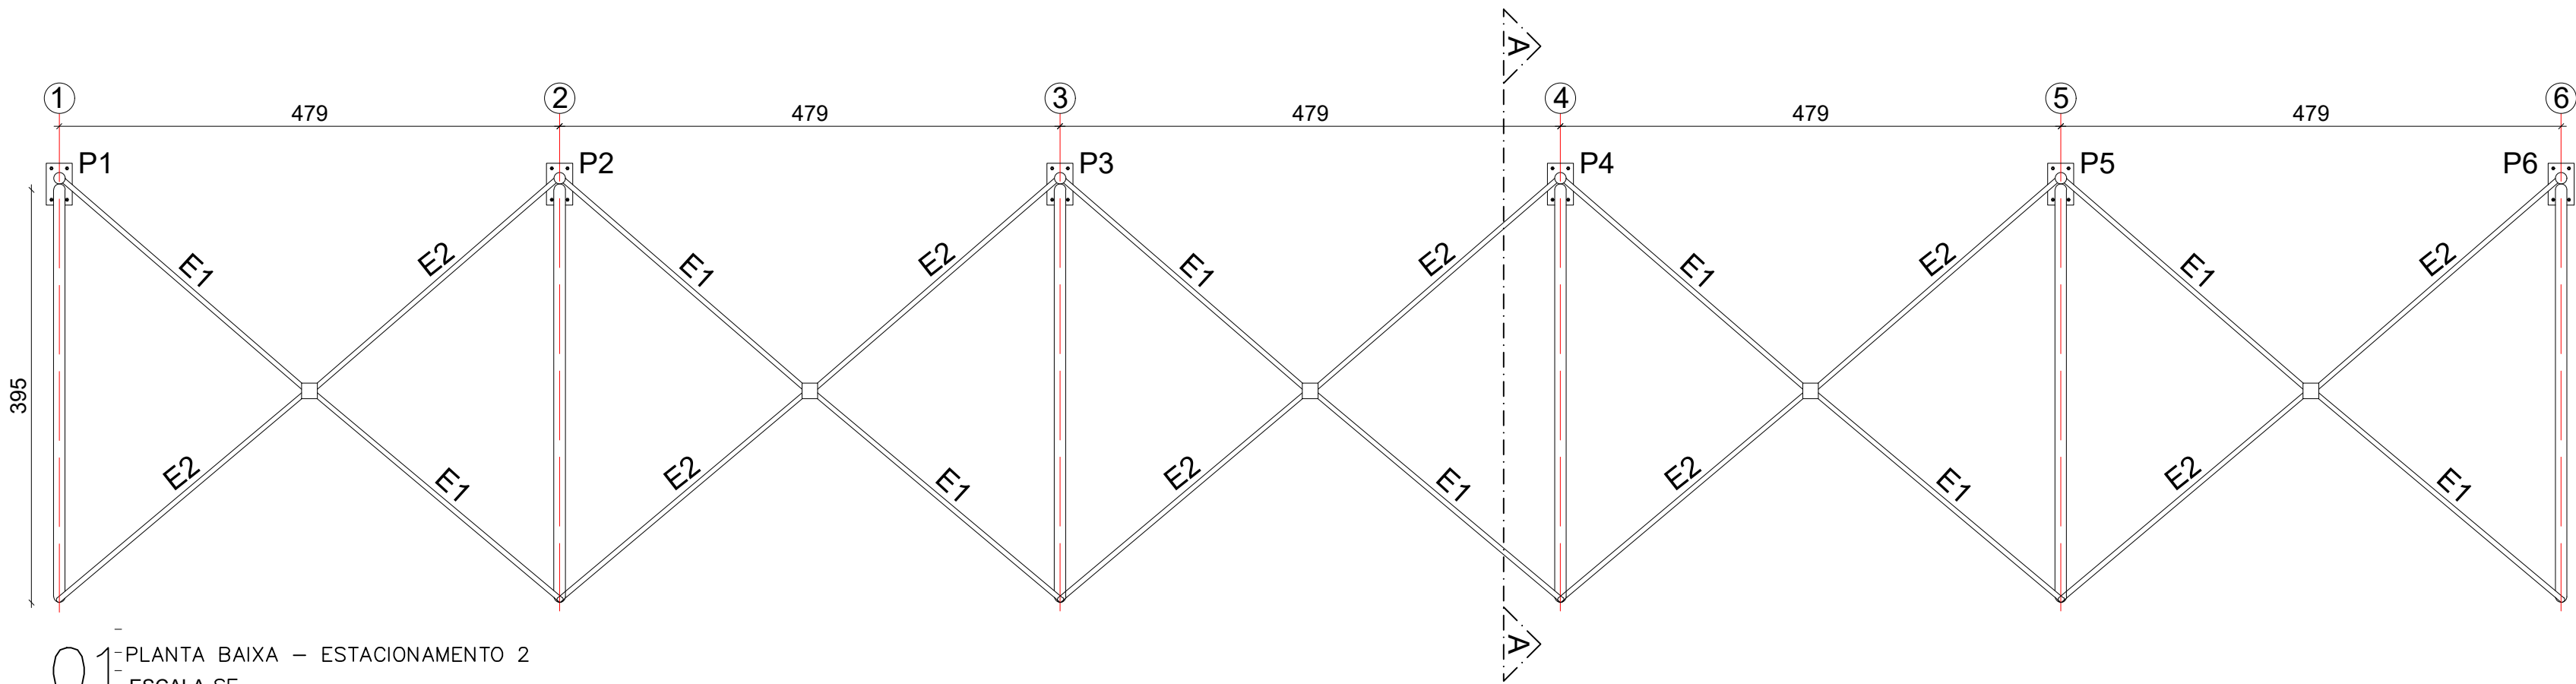 A
1 2 3 4 5 6
479 479 479 479 479
P1 P2 P3 P4 P5 P6
E1 E2 E1 E2 E1 E2 E1 E2 E1 E2
395
E2 E1 E2 E1 E2 E1 E2 E1 E2 E1
A
01 PLANTA BAIXA – ESTACIONAMENTO 2
ESCALA